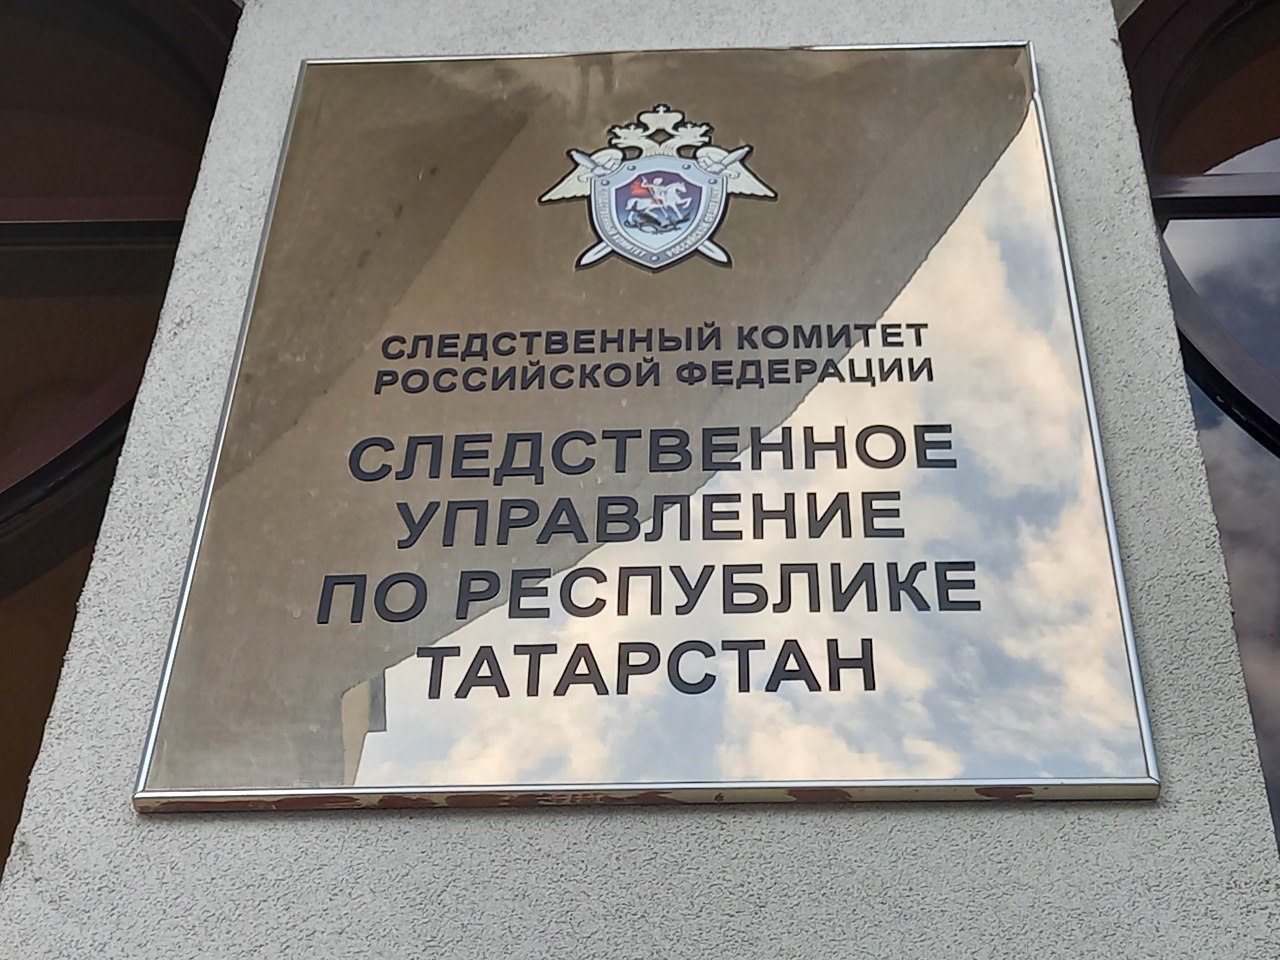 СЛЕДСТВЕННЫЙ КОМИТЕТ
РОССИЙСКОЙ ФЕДЕРАЦИИ
СЛЕДСТВЕННОЕ
УПРАВЛЕНИЕ
ПО РЕСПУБЛИКЕ
ТАТАРСТАН